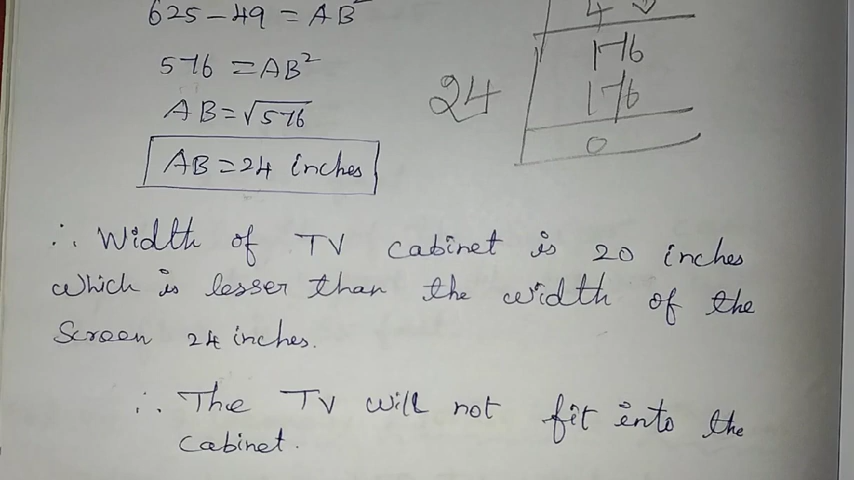 625 - 49 = AB²
576 = AB²
AB = √576
AB = 24 inches
4
176
24
176
0
∴ Width of TV cabinet is 20 inches
which is lesser than the width of the
Screen 24 inches.
∴ The TV will not fit into the
cabinet.